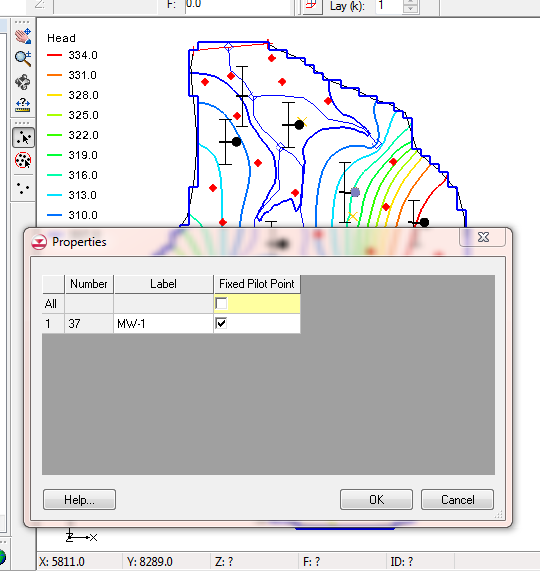 Z: F: 0.0 Lay (k): 1
Head
334.0
331.0
328.0
325.0
322.0
319.0
316.0
313.0
310.0
Properties
Number Label Fixed Pilot Point
All
1 37 MW-1
Help... OK Cancel
X: 5811.0 Y: 8289.0 Z: ? F: ? ID: ?